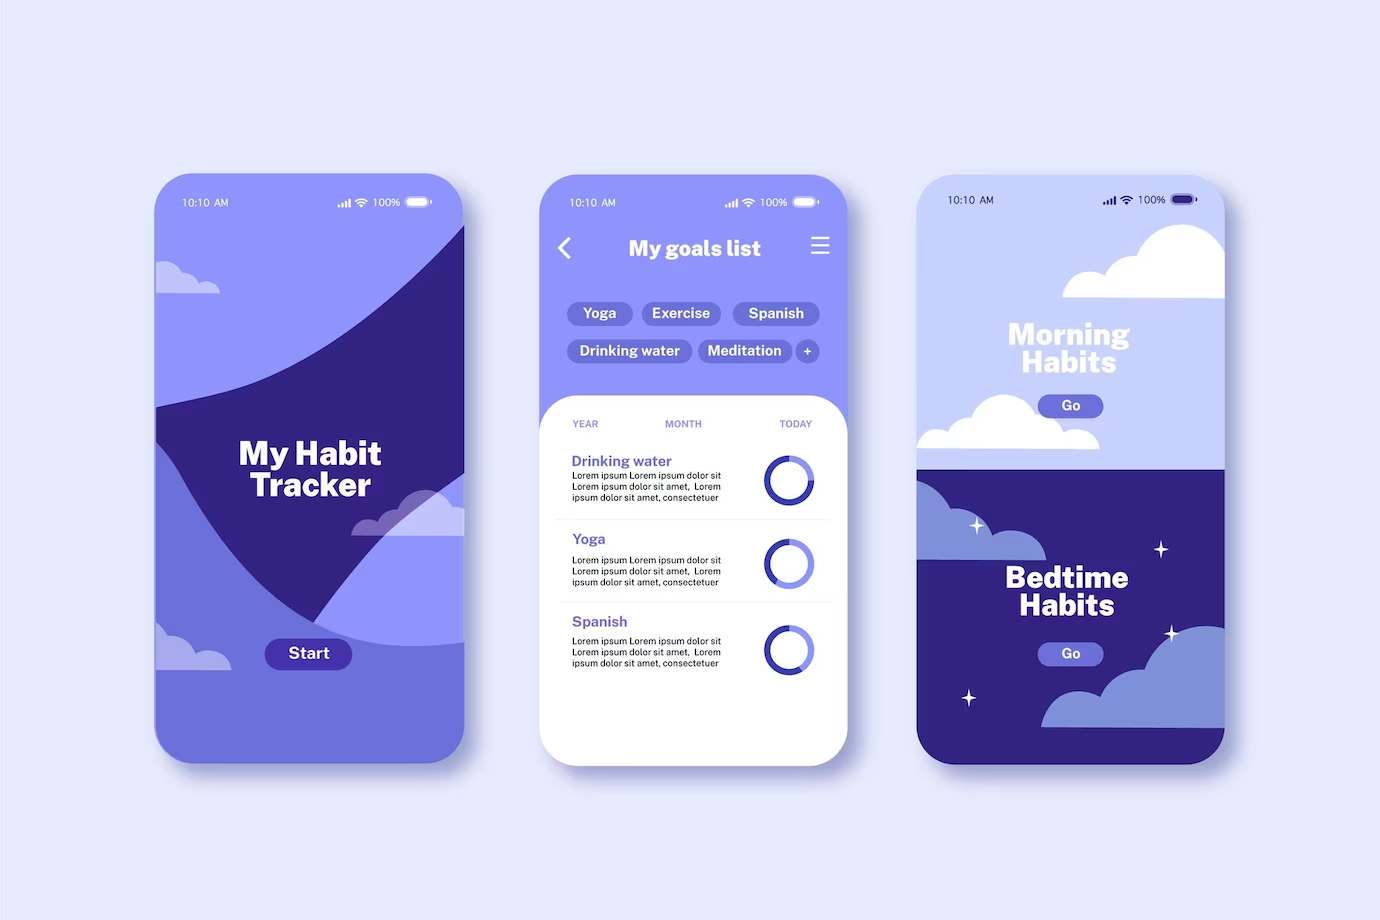 10:10 AM 100%
My Habit
Tracker
Start
10:10 AM 100%
My goals list
Yoga Exercise Spanish
Drinking water Meditation +
YEAR MONTH TODAY
Drinking water
Lorem ipsum Lorem ipsum dolor sit
Lorem ipsum dolor sit amet, Lorem
ipsum dolor sit amet, consectetuer
Yoga
Lorem ipsum Lorem ipsum dolor sit
Lorem ipsum dolor sit amet, Lorem
ipsum dolor sit amet, consectetuer
Spanish
Lorem ipsum Lorem ipsum dolor sit
Lorem ipsum dolor sit amet, Lorem
ipsum dolor sit amet, consectetuer
10:10 AM 100%
Morning
Habits
Go
Bedtime
Habits
Go